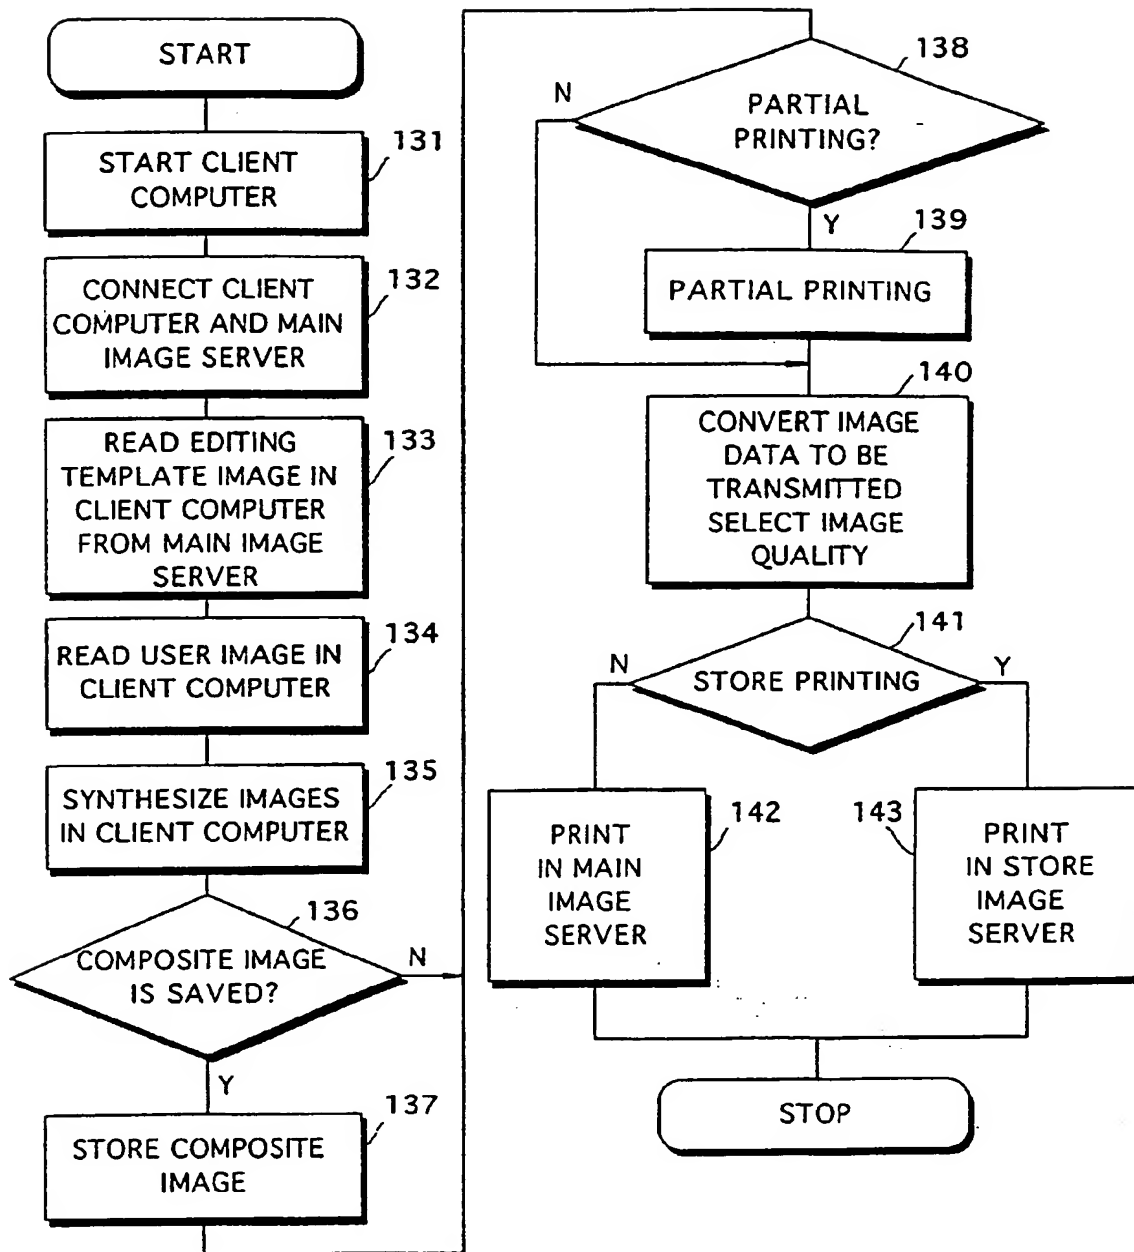 START
131
START CLIENT
COMPUTER
132
CONNECT CLIENT
COMPUTER AND MAIN
IMAGE SERVER
133
READ EDITING
TEMPLATE IMAGE IN
CLIENT COMPUTER
FROM MAIN IMAGE
SERVER
134
READ USER IMAGE IN
CLIENT COMPUTER
135
SYNTHESIZE IMAGES
IN CLIENT COMPUTER
136
COMPOSITE IMAGE
IS SAVED?
N
Y
137
STORE COMPOSITE
IMAGE
138
N
PARTIAL
PRINTING?
Y
139
PARTIAL PRINTING
140
CONVERT IMAGE
DATA TO BE
TRANSMITTED
SELECT IMAGE
QUALITY
141
N
STORE PRINTING
Y
142
PRINT
IN MAIN
IMAGE
SERVER
143
PRINT
IN STORE
IMAGE
SERVER
STOP